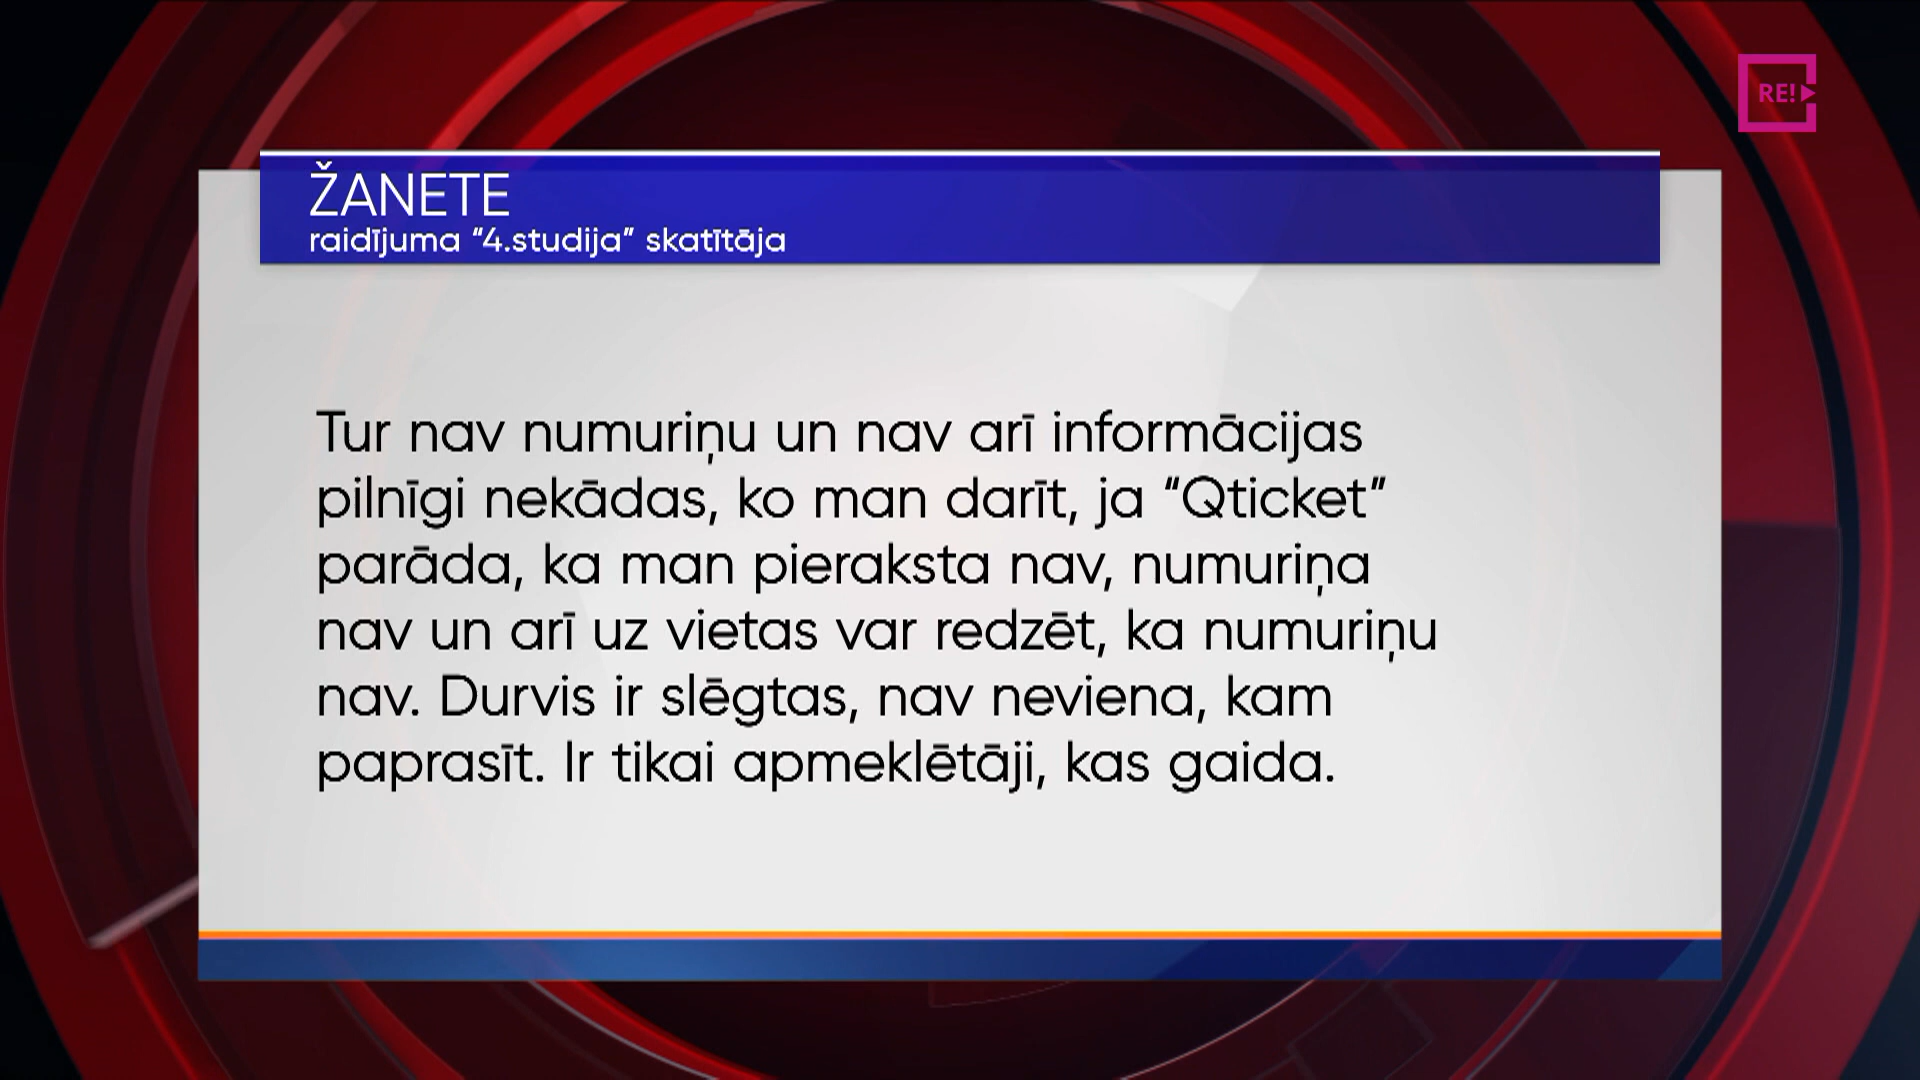 RE!
ŽANETE
raidījuma “4.studija” skatītāja
Tur nav numuriņu un nav arī informācijas
pilnīgi nekādas, ko man darīt, ja “Qticket”
parāda, ka man pieraksta nav, numuriņa
nav un arī uz vietas var redzēt, ka numuriņu
nav. Durvis ir slēgtas, nav neviena, kam
paprasīt. Ir tikai apmeklētāji, kas gaida.